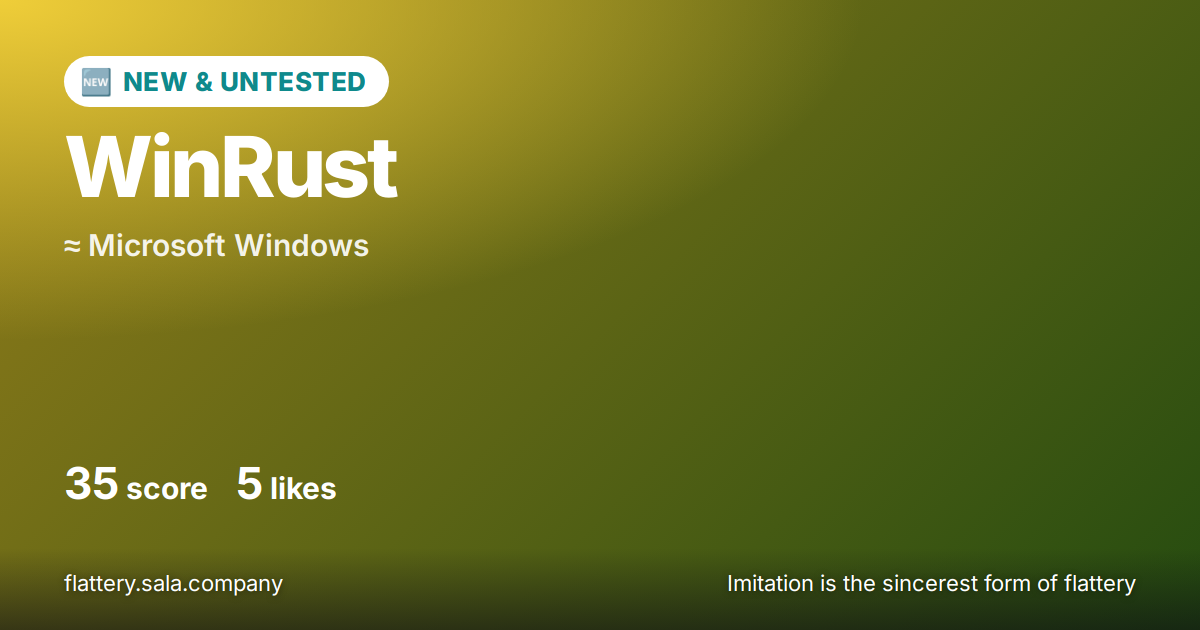 🆕 NEW & UNTESTED
WinRust
≈ Microsoft Windows
35 score 5 likes
flattery.sala.company
Imitation is the sincerest form of flattery